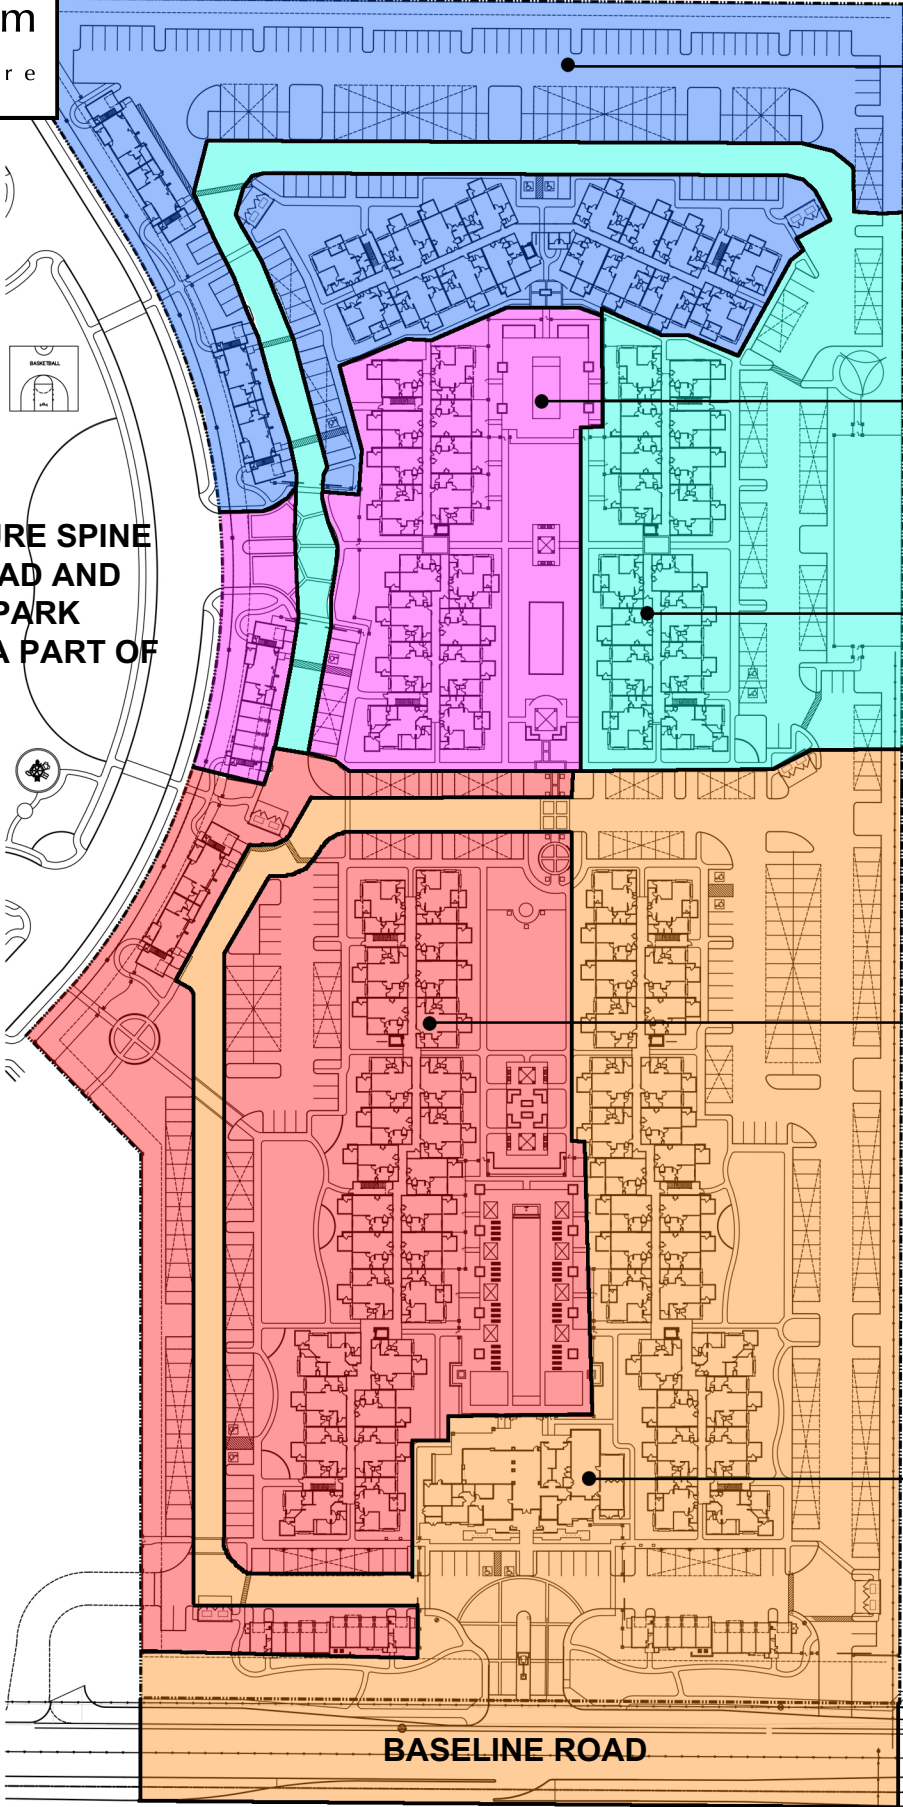 m
r e
BASKETBALL
URE SPINE
AD AND
PARK
A PART OF
BASELINE ROAD